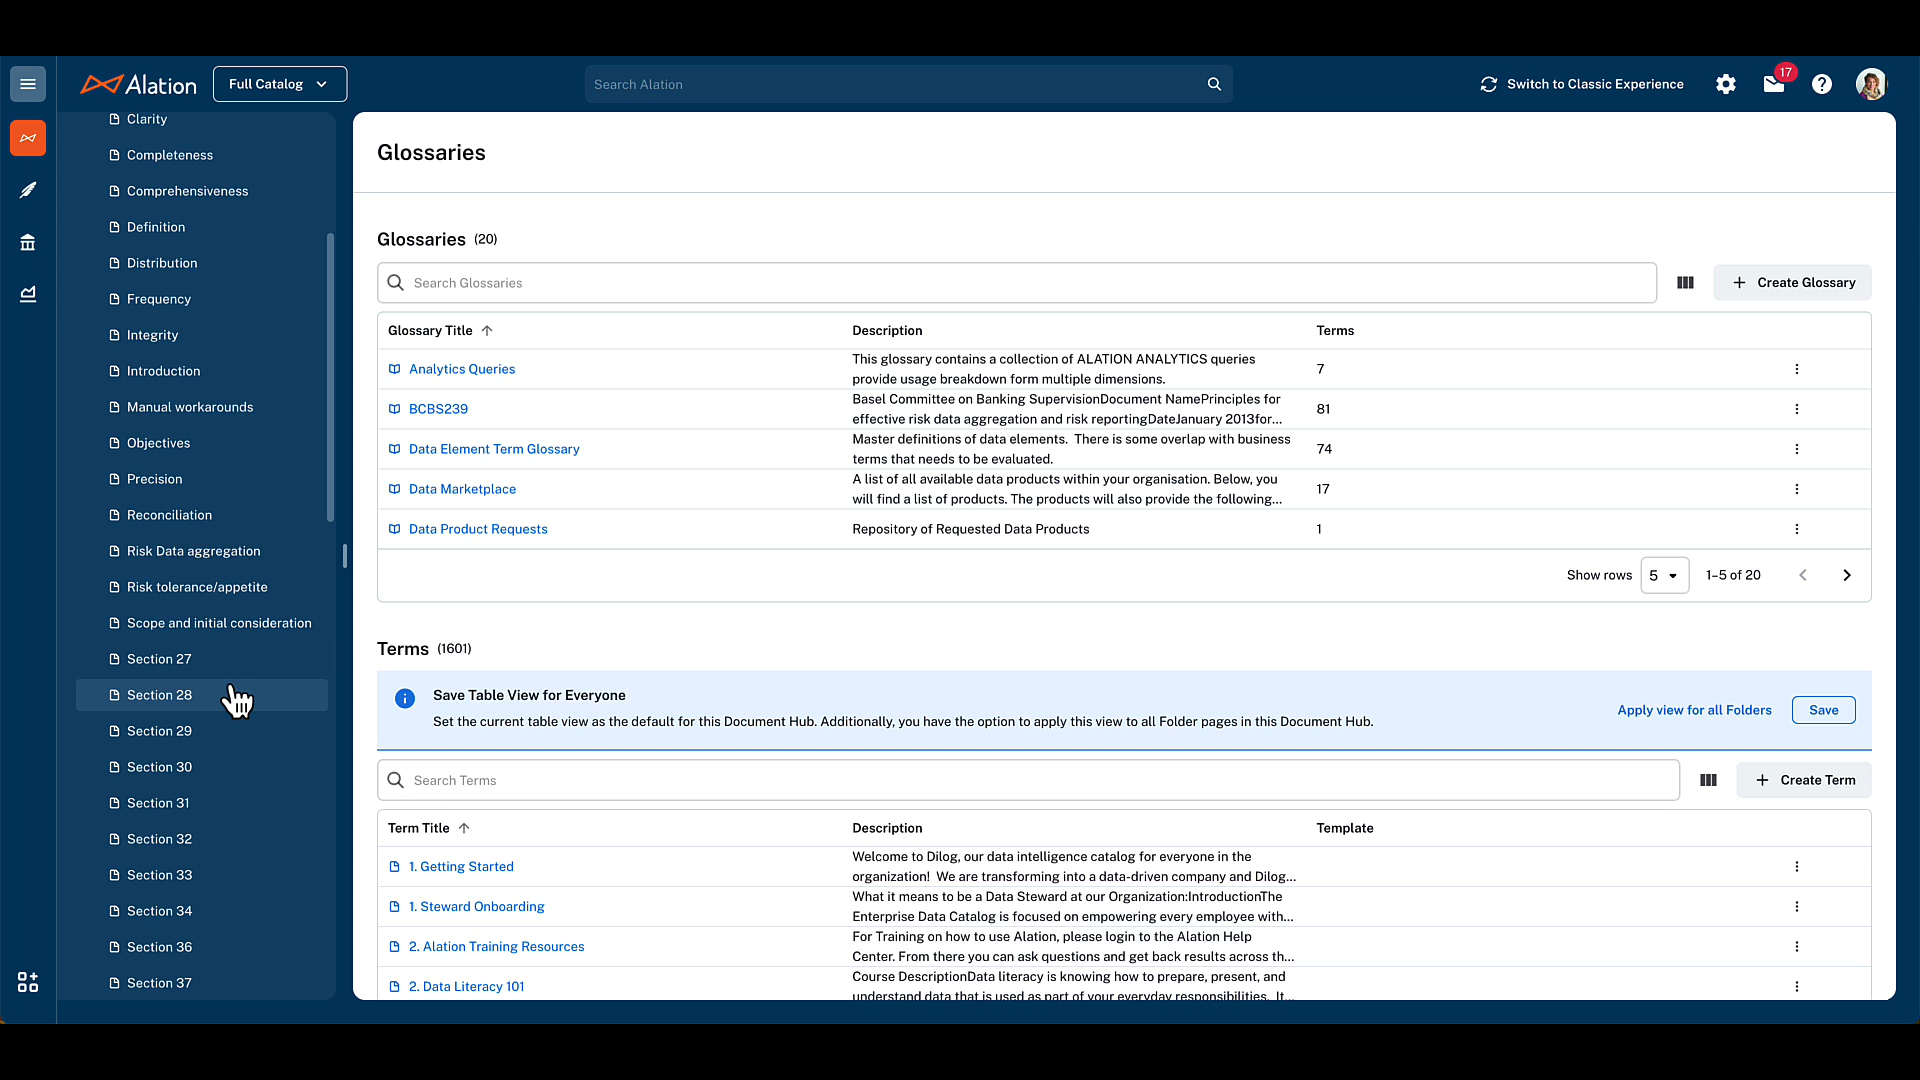 Alation
Full Catalog
Search Alation
Switch to Classic Experience
17
Clarity
Completeness
Comprehensiveness
Definition
Distribution
Frequency
Integrity
Introduction
Manual workarounds
Objectives
Precision
Reconciliation
Risk Data aggregation
Risk tolerance/appetite
Scope and initial consideration
Section 27
Section 28
Section 29
Section 30
Section 31
Section 32
Section 33
Section 34
Section 36
Section 37
Glossaries
Glossaries (20)
Search Glossaries
Create Glossary
Glossary Title Description Terms
Analytics Queries
This glossary contains a collection of ALATION ANALYTICS queries
provide usage breakdown form multiple dimensions.
7
BCBS239
Basel Committee on Banking SupervisionDocument NamePrinciples for
effective risk data aggregation and risk reportingDateJanuary 2013for...
81
Data Element Term Glossary
Master definitions of data elements. There is some overlap with business
terms that needs to be evaluated.
74
Data Marketplace
A list of all available data products within your organisation. Below, you
will find a list of products. The products will also provide the following...
17
Data Product Requests
Repository of Requested Data Products
1
Show rows 5 1–5 of 20
Terms (1601)
Save Table View for Everyone
Set the current table view as the default for this Document Hub. Additionally, you have the option to apply this view to all Folder pages in this Document Hub.
Apply view for all Folders Save
Search Terms
Create Term
Term Title Description Template
1. Getting Started
Welcome to Dilog, our data intelligence catalog for everyone in the
organization! We are transforming into a data-driven company and Dilog...
1. Steward Onboarding
What it means to be a Data Steward at our Organization:IntroductionThe
Enterprise Data Catalog is focused on empowering every employee with...
2. Alation Training Resources
For Training on how to use Alation, please login to the Alation Help
Center. From there you can ask questions and get back results across th...
2. Data Literacy 101
Course DescriptionData literacy is knowing how to prepare, present, and
understand data that is used as part of your everyday responsibilities. It...